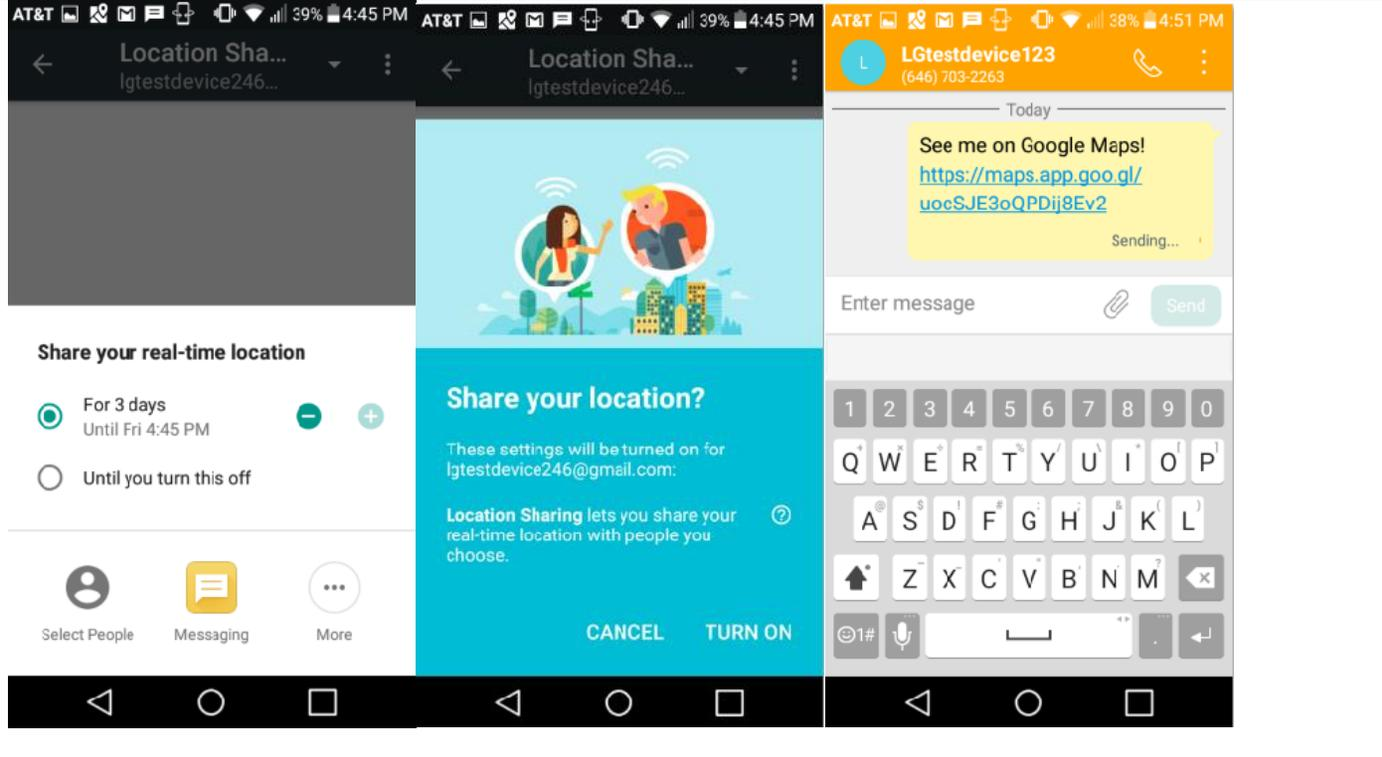 AT&T 39% 4:45 PM
Location Sha...
lgtestdevice246...
Share your real-time location
For 3 days
Until Fri 4:45 PM
Until you turn this off
Select People Messaging More
AT&T 39% 4:45 PM
Location Sha...
lgtestdevice246...
Share your location?
These settings will be turned on for
lgtestdevice246@gmail.com:
Location Sharing lets you share your
real-time location with people you
choose.
CANCEL TURN ON
AT&T 38% 4:51 PM
L
LGtestdevice123
(646) 703-2263
Today
See me on Google Maps!
https://maps.app.goo.gl/
uocSJE3oQPDij8Ev2
Sending...
Enter message Send
1 2 3 4 5 6 7 8 9 0
Q W E R T Y U I O P
A S D F G H J K L
Z X C V B N M
☺1# .